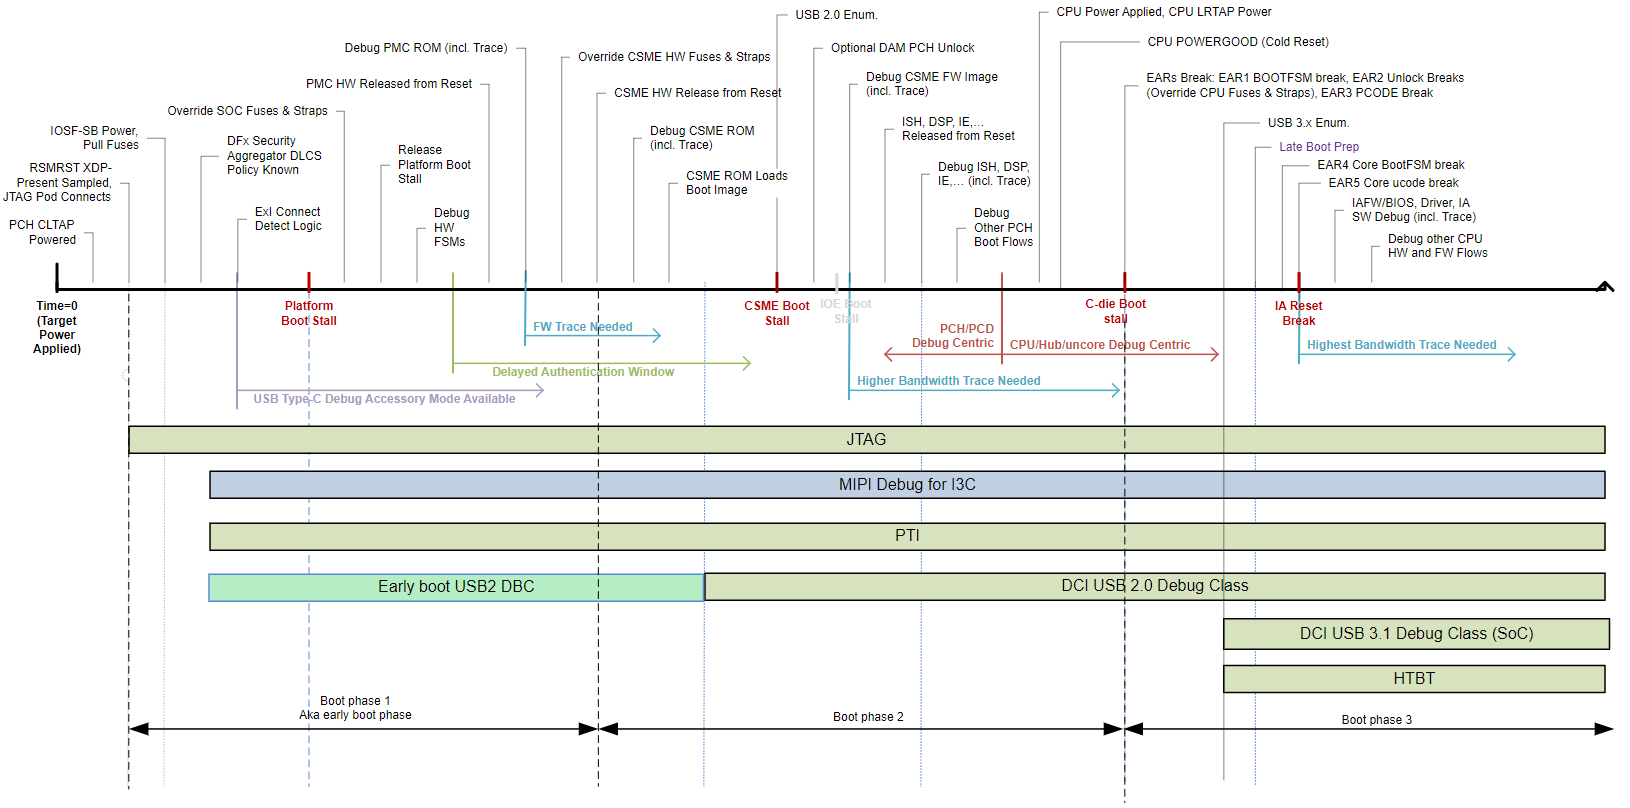 USB 2.0 Enum.
CPU Power Applied, CPU LRTAP Power
Debug PMC ROM (incl. Trace)
Override CSME HW Fuses & Straps
Optional DAM PCH Unlock
CPU POWERGOOD (Cold Reset)
PMC HW Released from Reset
CSME HW Release from Reset
Debug CSME FW Image
(incl. Trace)
EARs Break: EAR1 BOOTFSM break, EAR2 Unlock Breaks
(Override CPU Fuses & Straps), EAR3 PCODE Break
Override SOC Fuses & Straps
IOSF-SB Power,
Pull Fuses
DFx Security
Aggregator DLCS
Policy Known
Release
Platform Boot
Stall
Debug CSME ROM
(incl. Trace)
ISH, DSP, IE,...
Released from Reset
USB 3.x Enum.
Late Boot Prep
RSMRST XDP-
Present Sampled,
JTAG Pod Connects
CSME ROM Loads
Boot Image
Debug ISH, DSP,
IE,... (incl. Trace)
EAR4 Core BootFSM break
EAR5 Core ucode break
PCH CLTAP
Powered
ExI Connect
Detect Logic
Debug
HW
FSMs
Debug
Other PCH
Boot Flows
IAFW/BIOS, Driver, IA
SW Debug (incl. Trace)
Debug other CPU
HW and FW Flows
Time=0
(Target
Power
Applied)
Platform
Boot Stall
CSME Boot
Stall
IOE Boot
Stall
C-die Boot
stall
IA Reset
Break
FW Trace Needed
PCH/PCD
Debug Centric
CPU/Hub/uncore Debug Centric
Highest Bandwidth Trace Needed
Delayed Authentication Window
Higher Bandwidth Trace Needed
USB Type-C Debug Accessory Mode Available
JTAG
MIPI Debug for I3C
PTI
Early boot USB2 DBC
DCI USB 2.0 Debug Class
DCI USB 3.1 Debug Class (SoC)
HTBT
Boot phase 1
Aka early boot phase
Boot phase 2
Boot phase 3